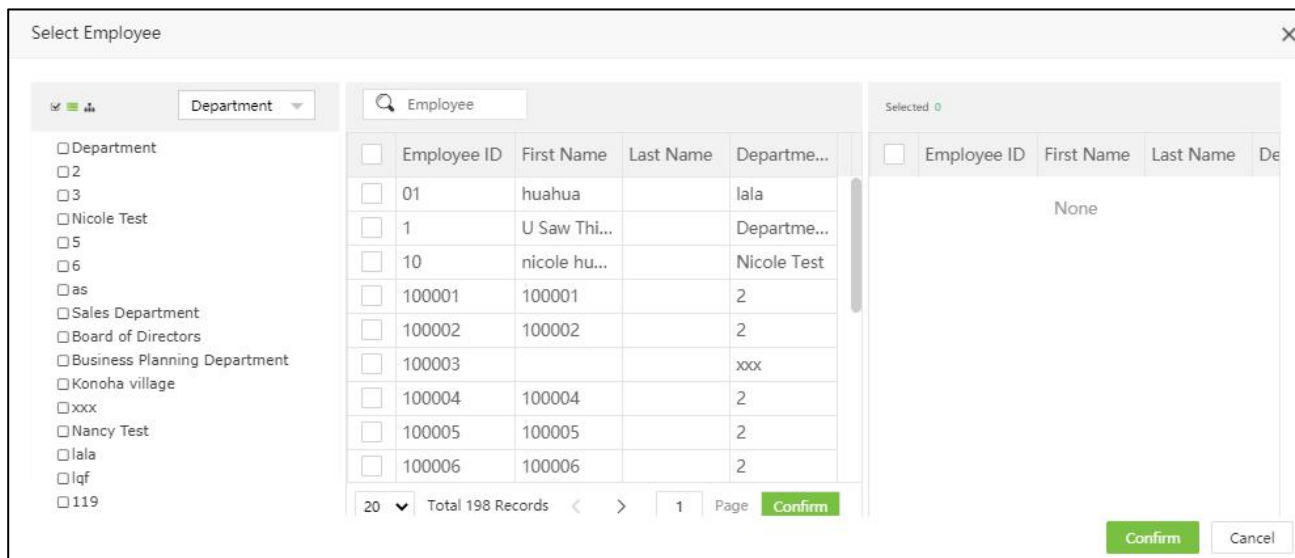 Select Employee
Department
Department
2
3
Nicole Test
5
6
as
Sales Department
Board of Directors
Business Planning Department
Konoha village
xxx
Nancy Test
lala
lqf
119
Employee
Employee ID First Name Last Name Departme...
01 huahua lala
1 U Saw Thi... Departme...
10 nicole hu... Nicole Test
100001 100001 2
100002 100002 2
100003 xxx
100004 100004 2
100005 100005 2
100006 100006 2
20 Total 198 Records < > 1 Page Confirm
Selected 0
Employee ID First Name Last Name De
None
Confirm Cancel